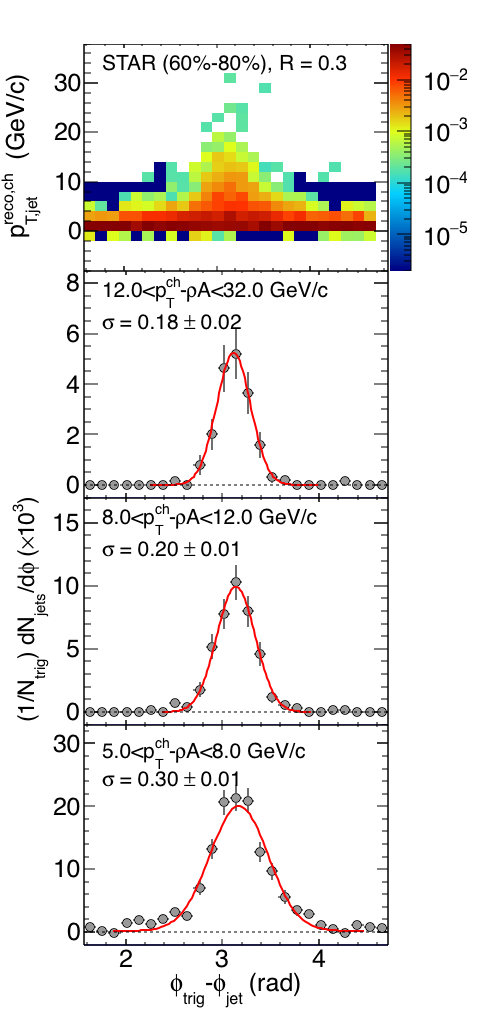 STAR (60%-80%), R = 0.3
p_{T,jet}^{reco,ch} (GeV/c)
30
20
10
0
10^{-2}
10^{-3}
10^{-4}
10^{-5}
12.0<p_T^{ch}-ρA<32.0 GeV/c
σ = 0.18 ± 0.02
8
6
4
2
0
8.0<p_T^{ch}-ρA<12.0 GeV/c
σ = 0.20 ± 0.01
15
10
5
0
(1/N_{trig}) dN_{jets}/dϕ (×10^3)
5.0<p_T^{ch}-ρA<8.0 GeV/c
σ = 0.30 ± 0.01
30
20
10
0
2 3 4
ϕ_{trig}-ϕ_{jet} (rad)